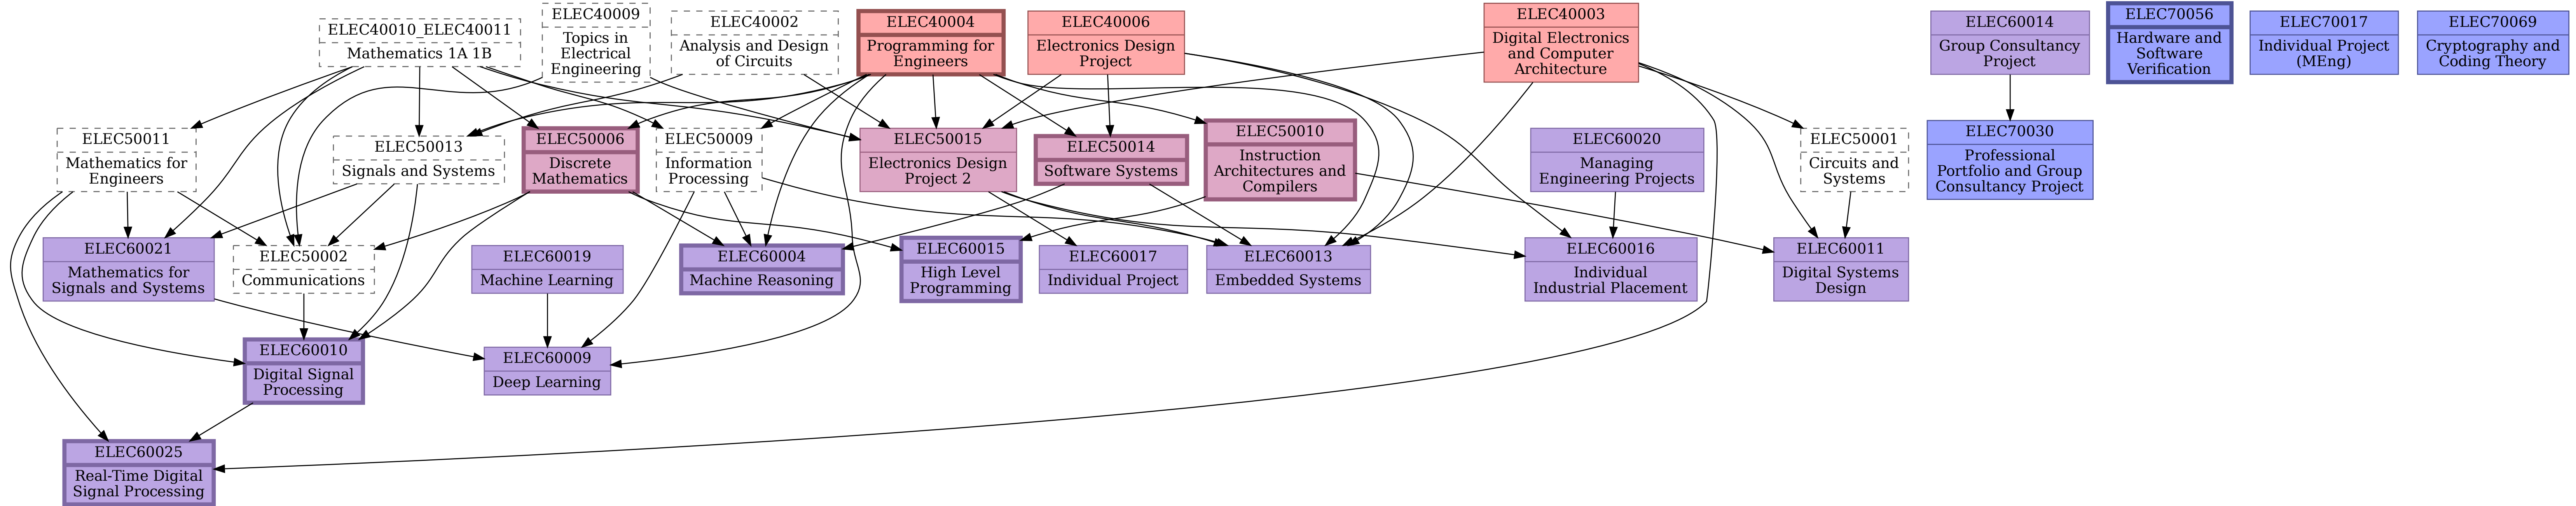 ELEC40010_ELEC40011
Mathematics 1A 1B
ELEC40009
Topics in
Electrical
Engineering
ELEC40002
Analysis and Design
of Circuits
ELEC40004
Programming for
Engineers
ELEC40006
Electronics Design
Project
ELEC40003
Digital Electronics
and Computer
Architecture
ELEC60014
Group Consultancy
Project
ELEC70056
Hardware and
Software
Verification
ELEC70017
Individual Project
(MEng)
ELEC70069
Cryptography and
Coding Theory
ELEC50011
Mathematics for
Engineers
ELEC50013
Signals and Systems
ELEC50006
Discrete
Mathematics
ELEC50009
Information
Processing
ELEC50015
Electronics Design
Project 2
ELEC50014
Software Systems
ELEC50010
Instruction
Architectures and
Compilers
ELEC60020
Managing
Engineering Projects
ELEC50001
Circuits and
Systems
ELEC70030
Professional
Portfolio and Group
Consultancy Project
ELEC60021
Mathematics for
Signals and Systems
ELEC50002
Communications
ELEC60019
Machine Learning
ELEC60004
Machine Reasoning
ELEC60015
High Level
Programming
ELEC60017
Individual Project
ELEC60013
Embedded Systems
ELEC60016
Individual
Industrial Placement
ELEC60011
Digital Systems
Design
ELEC60010
Digital Signal
Processing
ELEC60009
Deep Learning
ELEC60025
Real-Time Digital
Signal Processing